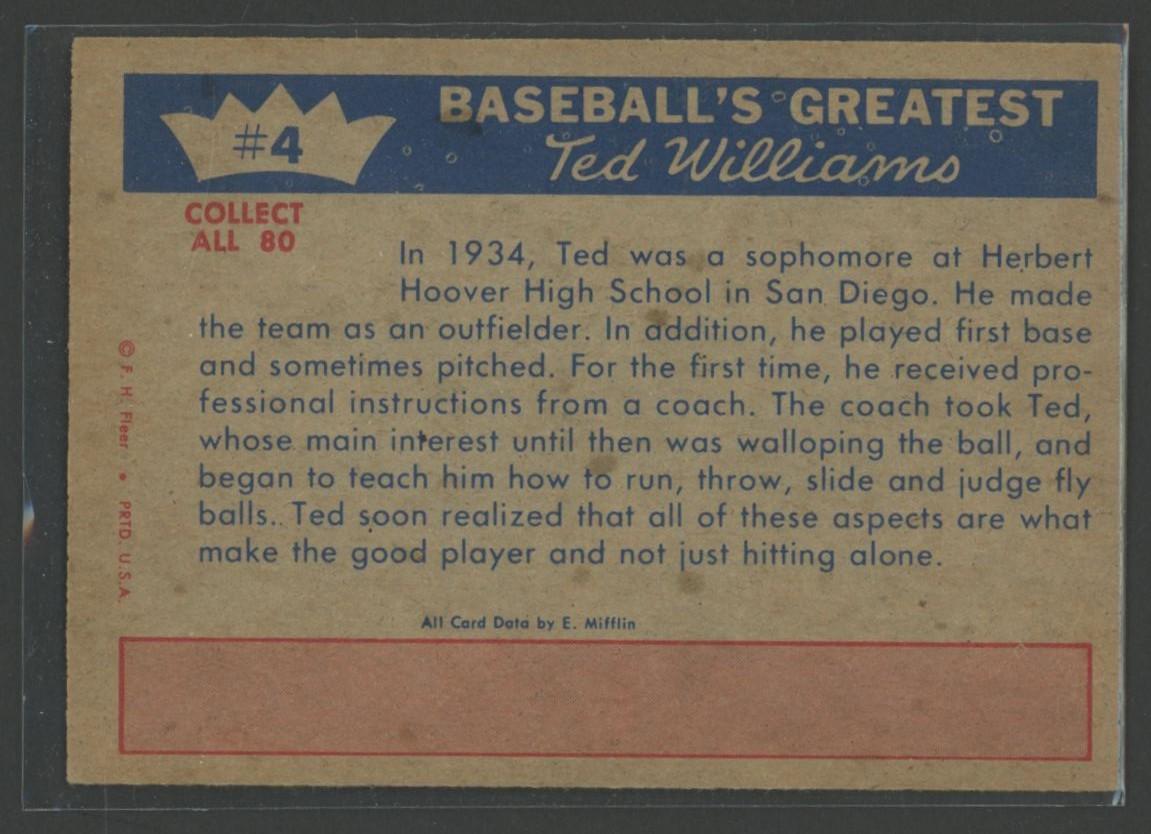 #4
BASEBALL'S GREATEST
Ted Williams
COLLECT
ALL 80
In 1934, Ted was a sophomore at Herbert
Hoover High School in San Diego. He made
the team as an outfielder. In addition, he played first base
and sometimes pitched. For the first time, he received pro-
fessional instructions from a coach. The coach took Ted,
whose main interest until then was walloping the ball, and
began to teach him how to run, throw, slide and judge fly
balls. Ted soon realized that all of these aspects are what
make the good player and not just hitting alone.
© F. H. Fleer • PRTD. U.S.A.
All Card Data by E. Mifflin